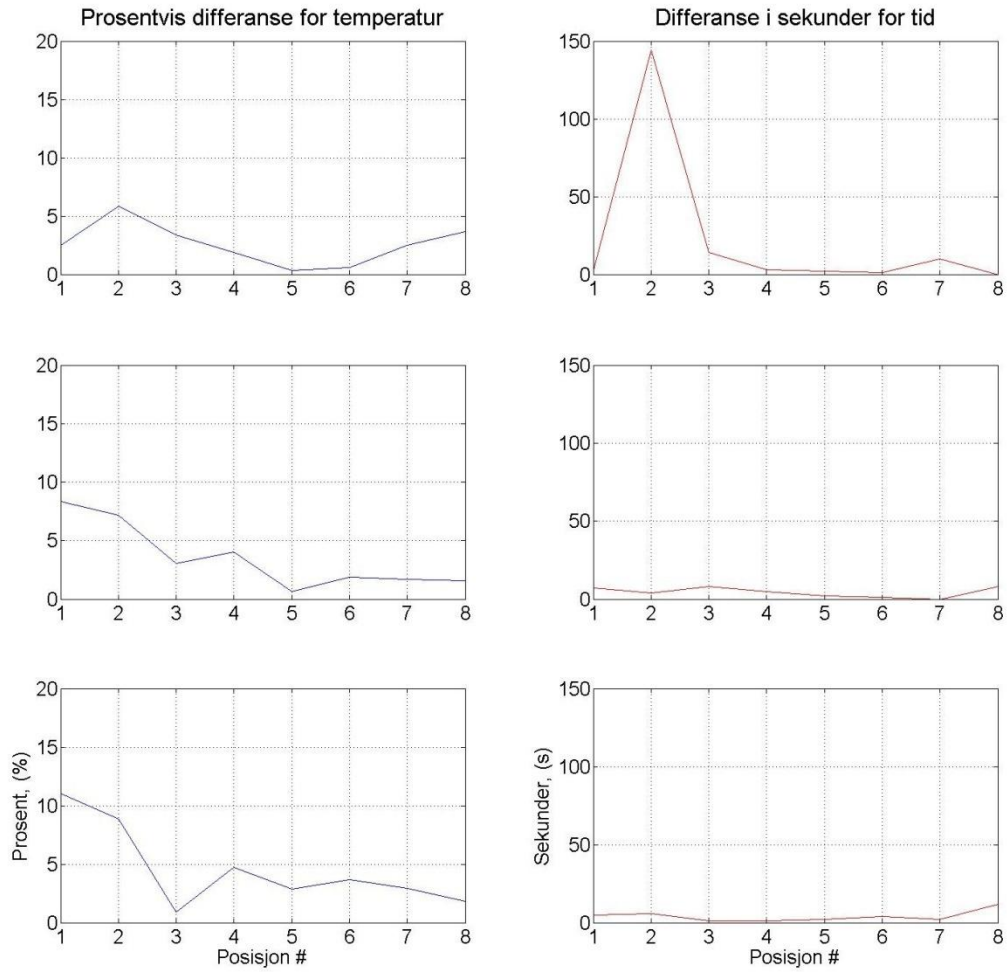 Prosentvis differanse for temperatur
20
15
10
5
0
1 2 3 4 5 6 7 8
Differanse i sekunder for tid
150
100
50
0
1 2 3 4 5 6 7 8
20
15
10
5
0
1 2 3 4 5 6 7 8
150
100
50
0
1 2 3 4 5 6 7 8
Prosent, (%)
20
15
10
5
0
1 2 3 4 5 6 7 8
Posisjon #
Sekunder, (s)
150
100
50
0
1 2 3 4 5 6 7 8
Posisjon #